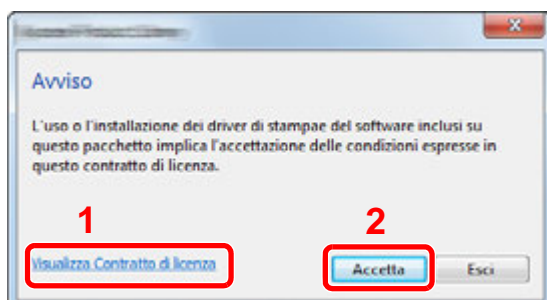 Avviso
L'uso o l'installazione dei driver di stampae del software inclusi su
questo pacchetto implica l'accettazione delle condizioni espresse in
questo contratto di licenza.
1
2
Visualizza Contratto di licenza
Accetta
Esci